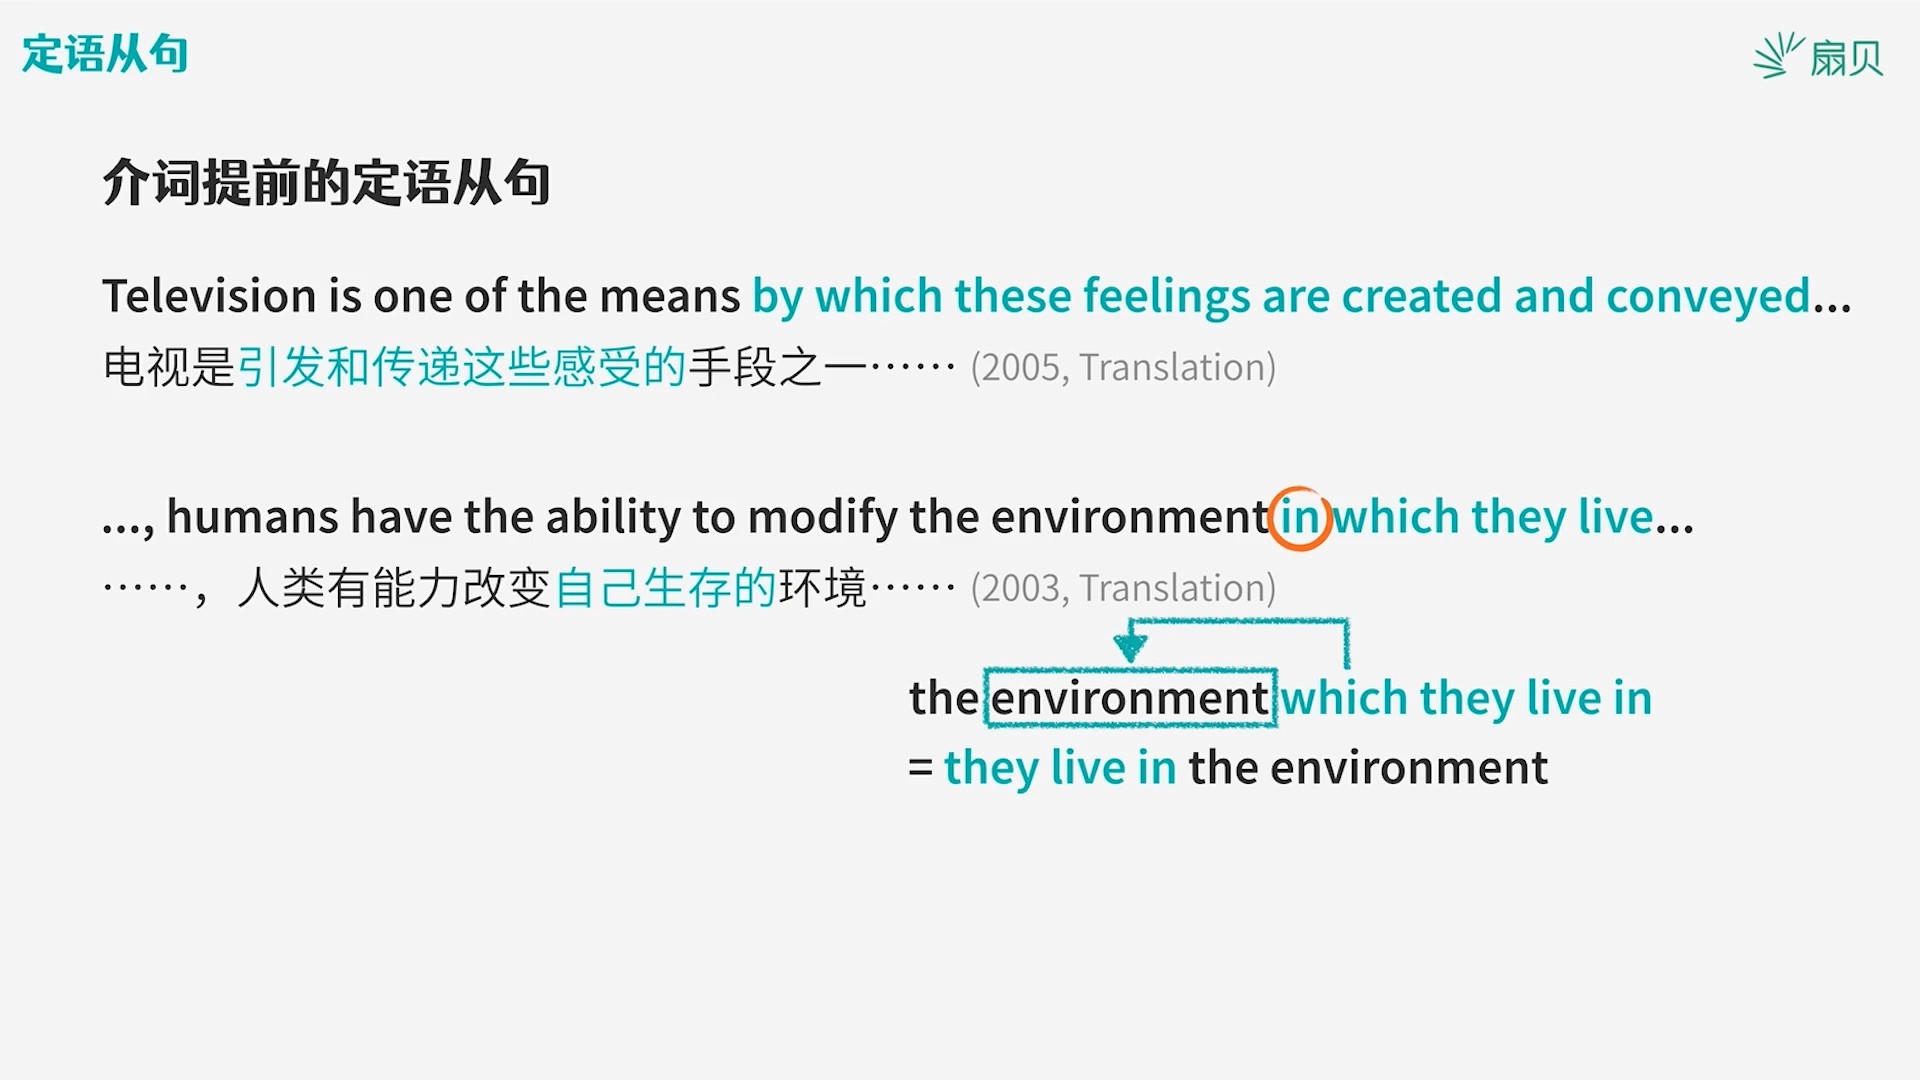 定语从句
扇贝
介词提前的定语从句
Television is one of the means by which these feelings are created and conveyed...
电视是引发和传递这些感受的手段之一…… (2005, Translation)
..., humans have the ability to modify the environment in which they live...
……，人类有能力改变自己生存的环境…… (2003, Translation)
the environment which they live in
= they live in the environment